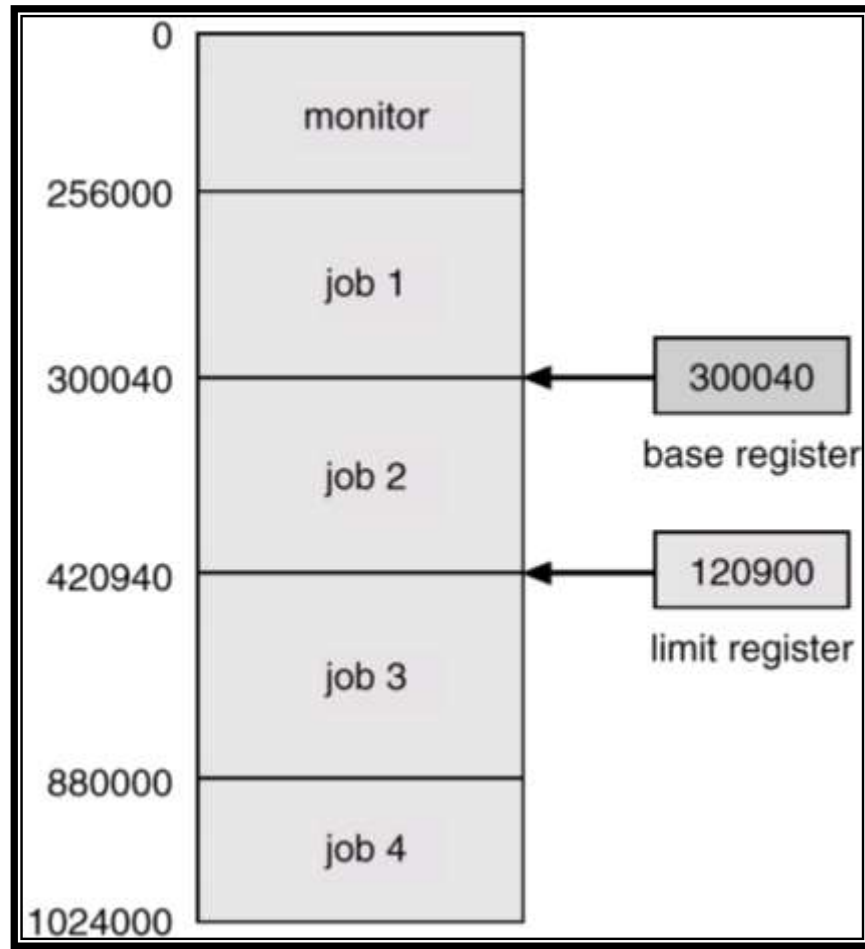 0
monitor
256000
job 1
300040
300040
base register
job 2
420940
120900
limit register
job 3
880000
job 4
1024000